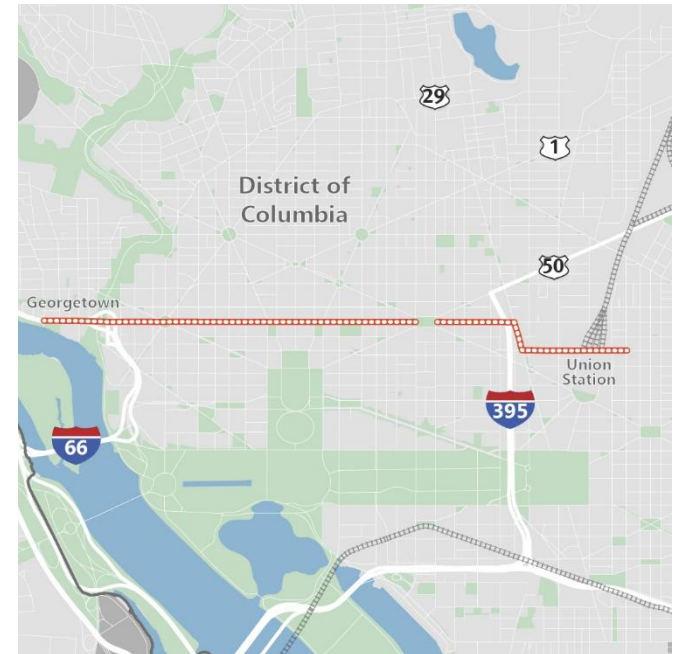 29
1
District of
Columbia
50
Georgetown
Union
Station
395
66